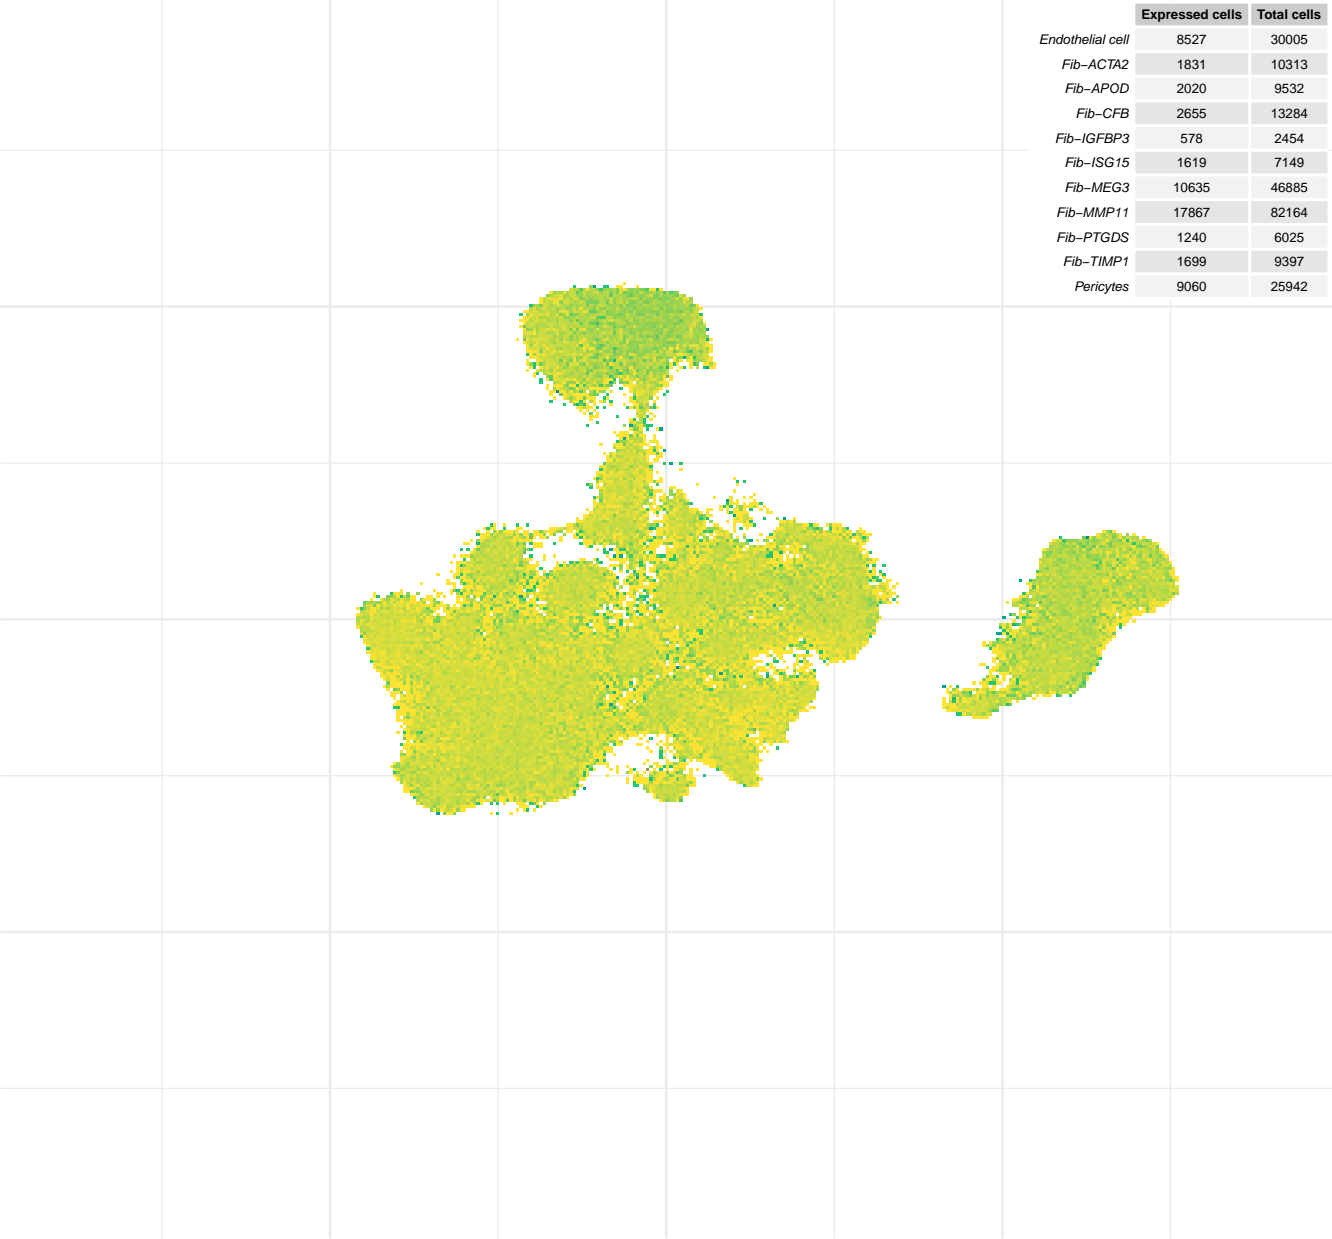 Expressed cells Total cells
Endothelial cell 8527 30005
Fib−ACTA2 1831 10313
Fib−APOD 2020 9532
Fib−CFB 2655 13284
Fib−IGFBP3 578 2454
Fib−ISG15 1619 7149
Fib−MEG3 10635 46885
Fib−MMP11 17867 82164
Fib−PTGDS 1240 6025
Fib−TIMP1 1699 9397
Pericytes 9060 25942